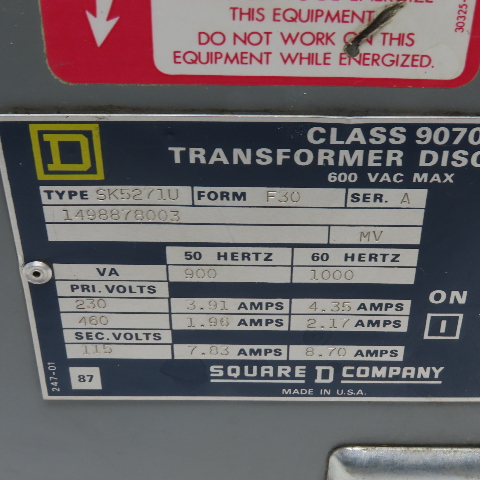 THIS EQUIPMENT.
DO NOT WORK ON THIS
EQUIPMENT WHILE ENERGIZED.
30325-
D
CLASS 9070
TRANSFORMER DISC
600 VAC MAX
TYPE SK5271U FORM F30 SER. A
1498878003
MV
50 HERTZ 60 HERTZ
VA 900 1000
PRI. VOLTS
230 3.91 AMPS 4.35 AMPS
460 1.96 AMPS 2.17 AMPS
SEC. VOLTS
115 7.83 AMPS 8.70 AMPS
ON
I
247-01
87
SQUARE D COMPANY
MADE IN U.S.A.